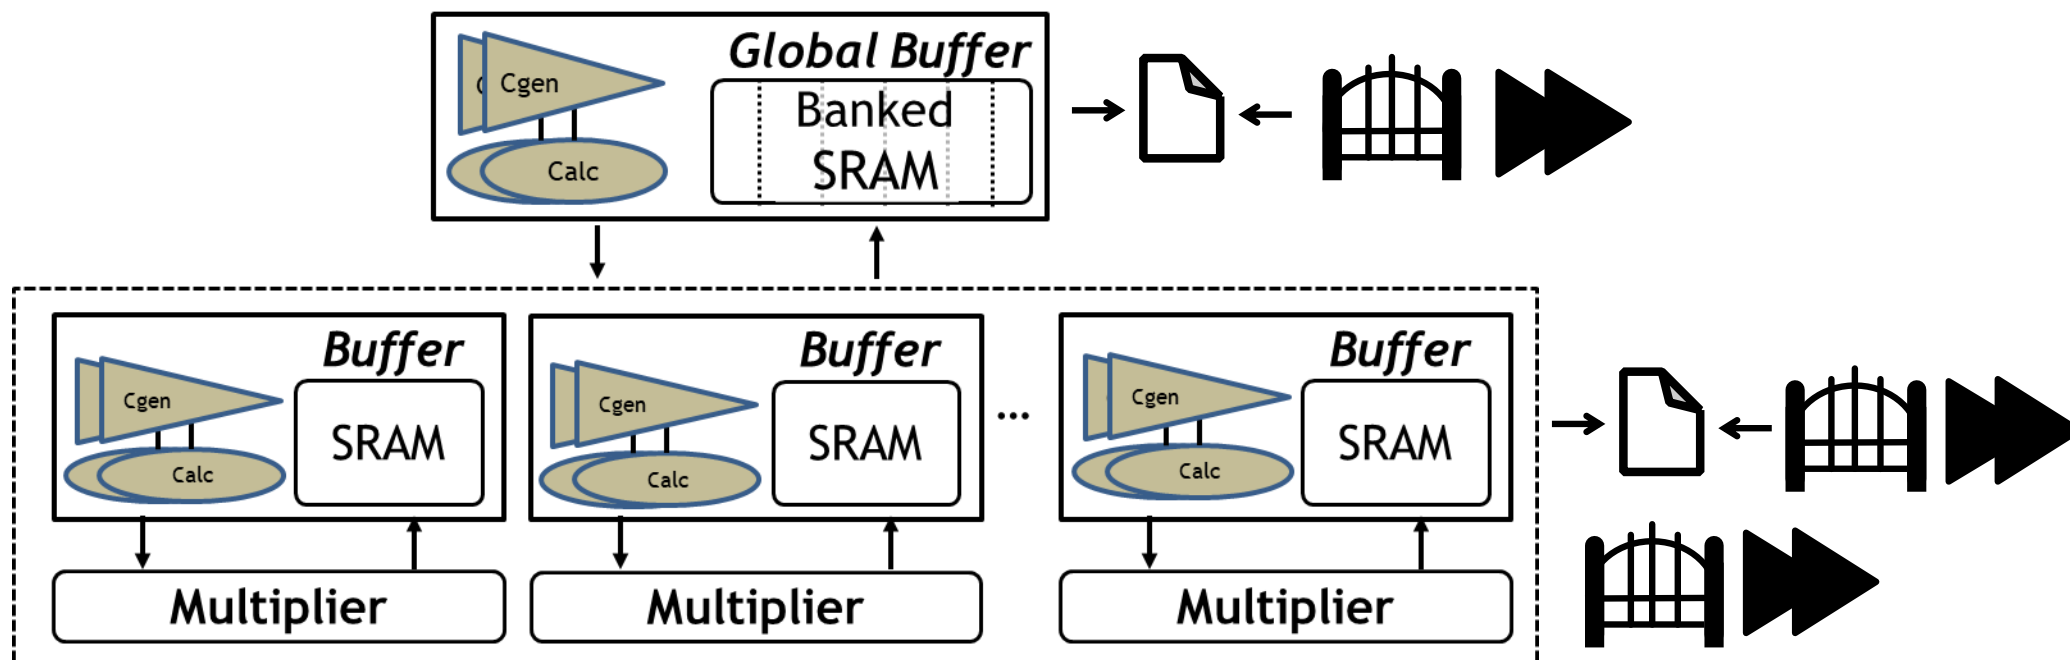 Global Buffer
Cgen
Banked
SRAM
Calc
Buffer
Cgen
SRAM
Calc
Buffer
Cgen
SRAM
Calc
...
Buffer
Cgen
SRAM
Calc
Multiplier
Multiplier
Multiplier